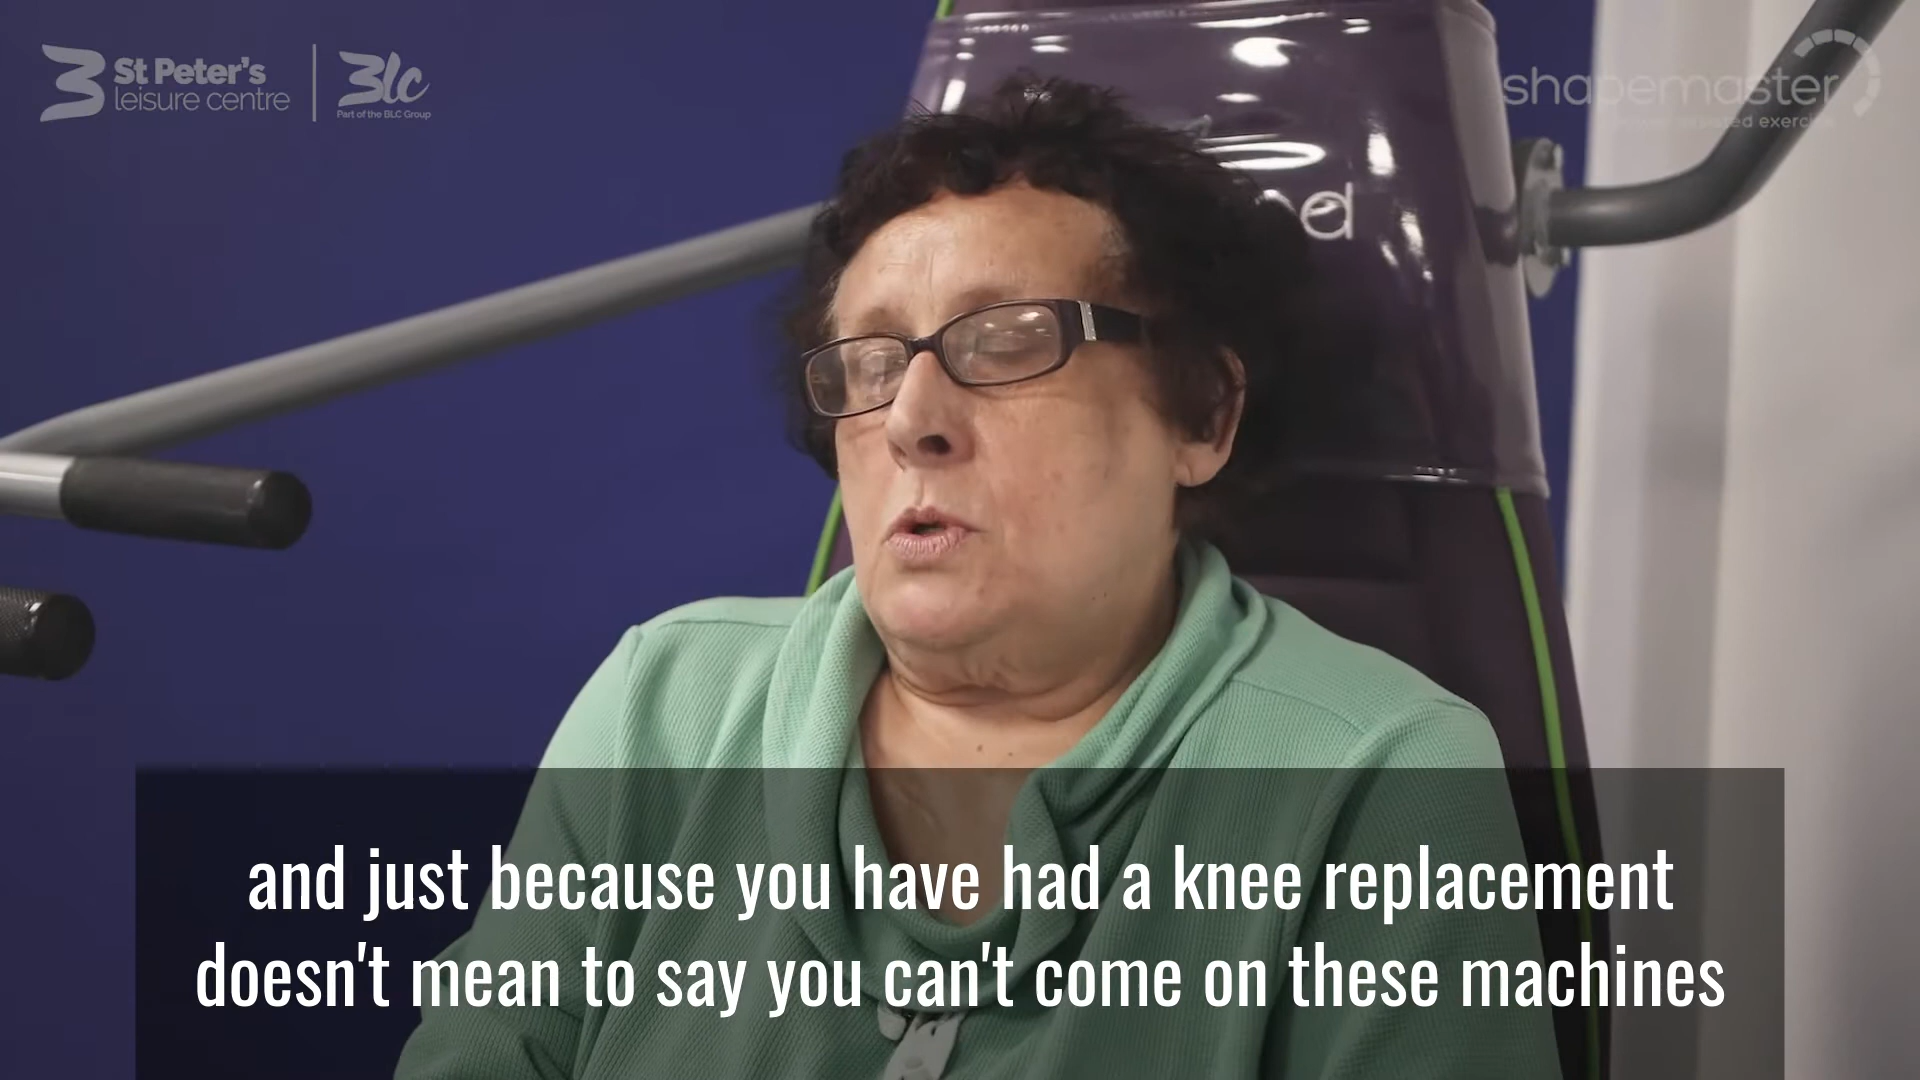 St Peter's
leisure centre
Blc
Part of the BLC Group
shapemaster
and just because you have had a knee replacement
doesn't mean to say you can't come on these machines